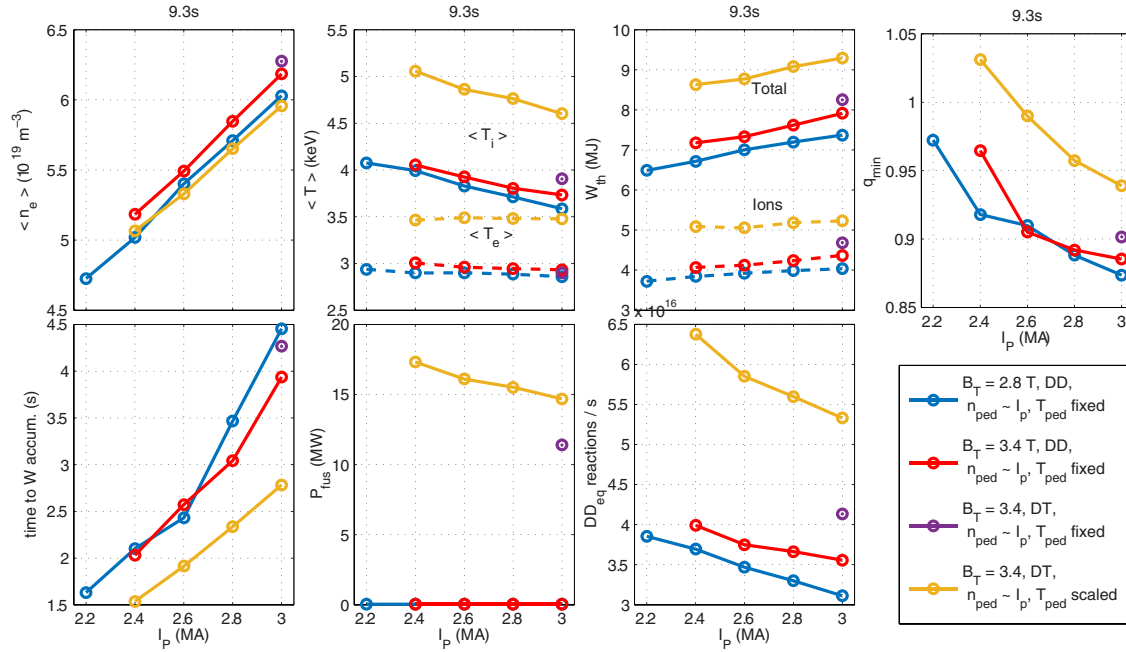 9.3s
9.3s
9.3s
9.3s
6.5
6
5.5
5
4.5
< n_e > (10^19 m^-3)
5.5
5
4.5
4
3.5
3
2.5
< T > (keV)
< T_i >
< T_e >
10
9
8
7
6
5
4
3
W_th (MJ)
Total
Ions
1.05
1
0.95
0.9
0.85
q_min
2.2 2.4 2.6 2.8 3
I_P (MA)
4.5
4
3.5
3
2.5
2
1.5
time to W accum. (s)
2.2 2.4 2.6 2.8 3
I_P (MA)
20
15
10
5
0
P_fus (MW)
2.2 2.4 2.6 2.8 3
I_P (MA)
x 10^16
6.5
6
5.5
5
4.5
4
3.5
3
DD_eq reactions / s
2.2 2.4 2.6 2.8 3
I_P (MA)
B_T = 2.8 T, DD,
n_ped ~ I_p, T_ped fixed
B_T = 3.4 T, DD,
n_ped ~ I_p, T_ped fixed
B_T = 3.4, DT,
n_ped ~ I_p, T_ped fixed
B_T = 3.4, DT,
n_ped ~ I_p, T_ped scaled